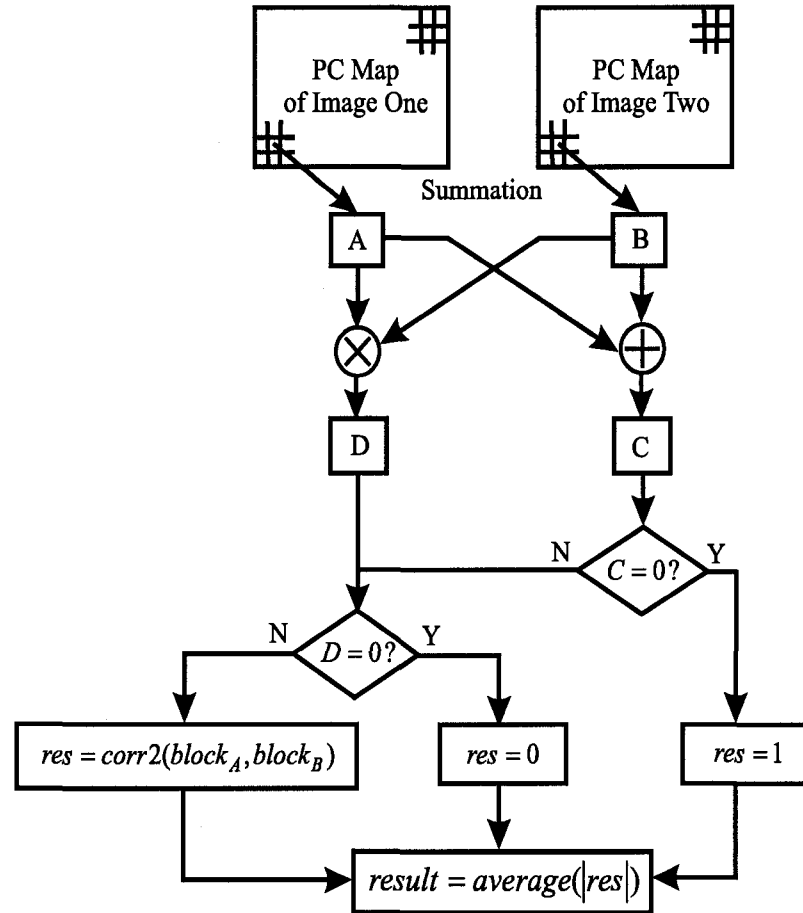 PC Map
of Image One
PC Map
of Image Two
Summation
A
B
D
C
N
C = 0?
Y
N
D = 0?
Y
res = corr2(block_A, block_B)
res = 0
res = 1
result = average(|res|)